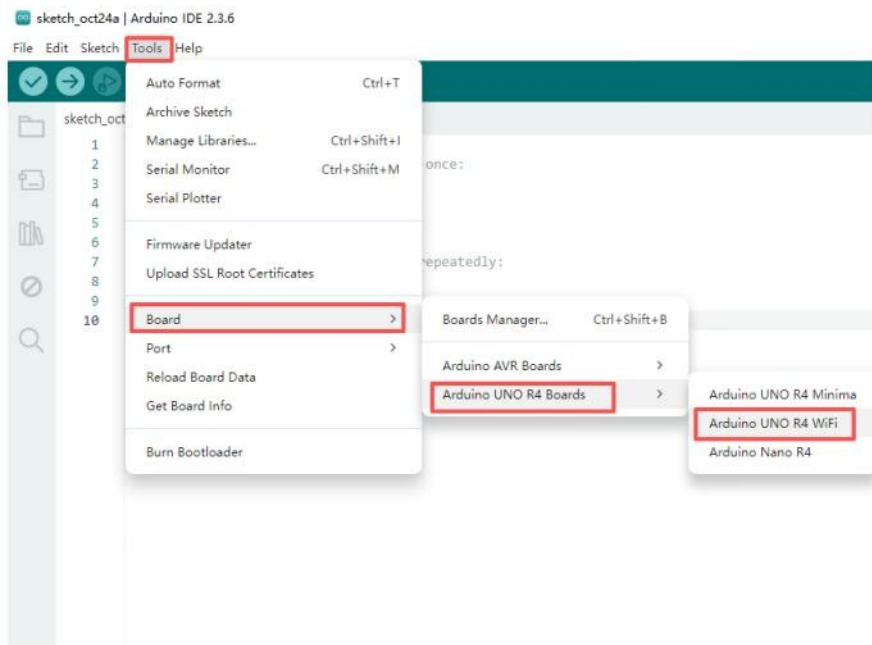 sketch_oct24a | Arduino IDE 2.3.6
File Edit Sketch Tools Help
Auto Format Ctrl+T
sketch_oct
Archive Sketch
1
Manage Libraries... Ctrl+Shift+I
2
Serial Monitor Ctrl+Shift+M
once:
3
4
Serial Plotter
5
6
Firmware Updater
7
repeatedly:
8
Upload SSL Root Certificates
9
10
Board
Boards Manager... Ctrl+Shift+B
Port
Arduino AVR Boards
Reload Board Data
Arduino UNO R4 Boards
Arduino UNO R4 Minima
Get Board Info
Arduino UNO R4 WiFi
Burn Bootloader
Arduino Nano R4